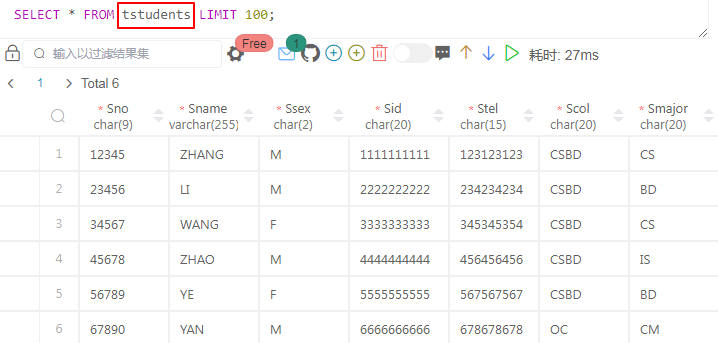 SELECT * FROM tstudents LIMIT 100;
输入以过滤结果集 Free 1 耗时: 27ms
1 Total 6
* Sno * Sname * Ssex * Sid * Stel * Scol * Smajor
char(9) varchar(255) char(2) char(20) char(15) char(20) char(20)
1 12345 ZHANG M 1111111111 123123123 CSBD CS
2 23456 LI M 2222222222 234234234 CSBD BD
3 34567 WANG F 3333333333 345345354 CSBD CS
4 45678 ZHAO M 4444444444 456456456 CSBD IS
5 56789 YE F 5555555555 567567567 CSBD BD
6 67890 YAN M 6666666666 678678678 OC CM